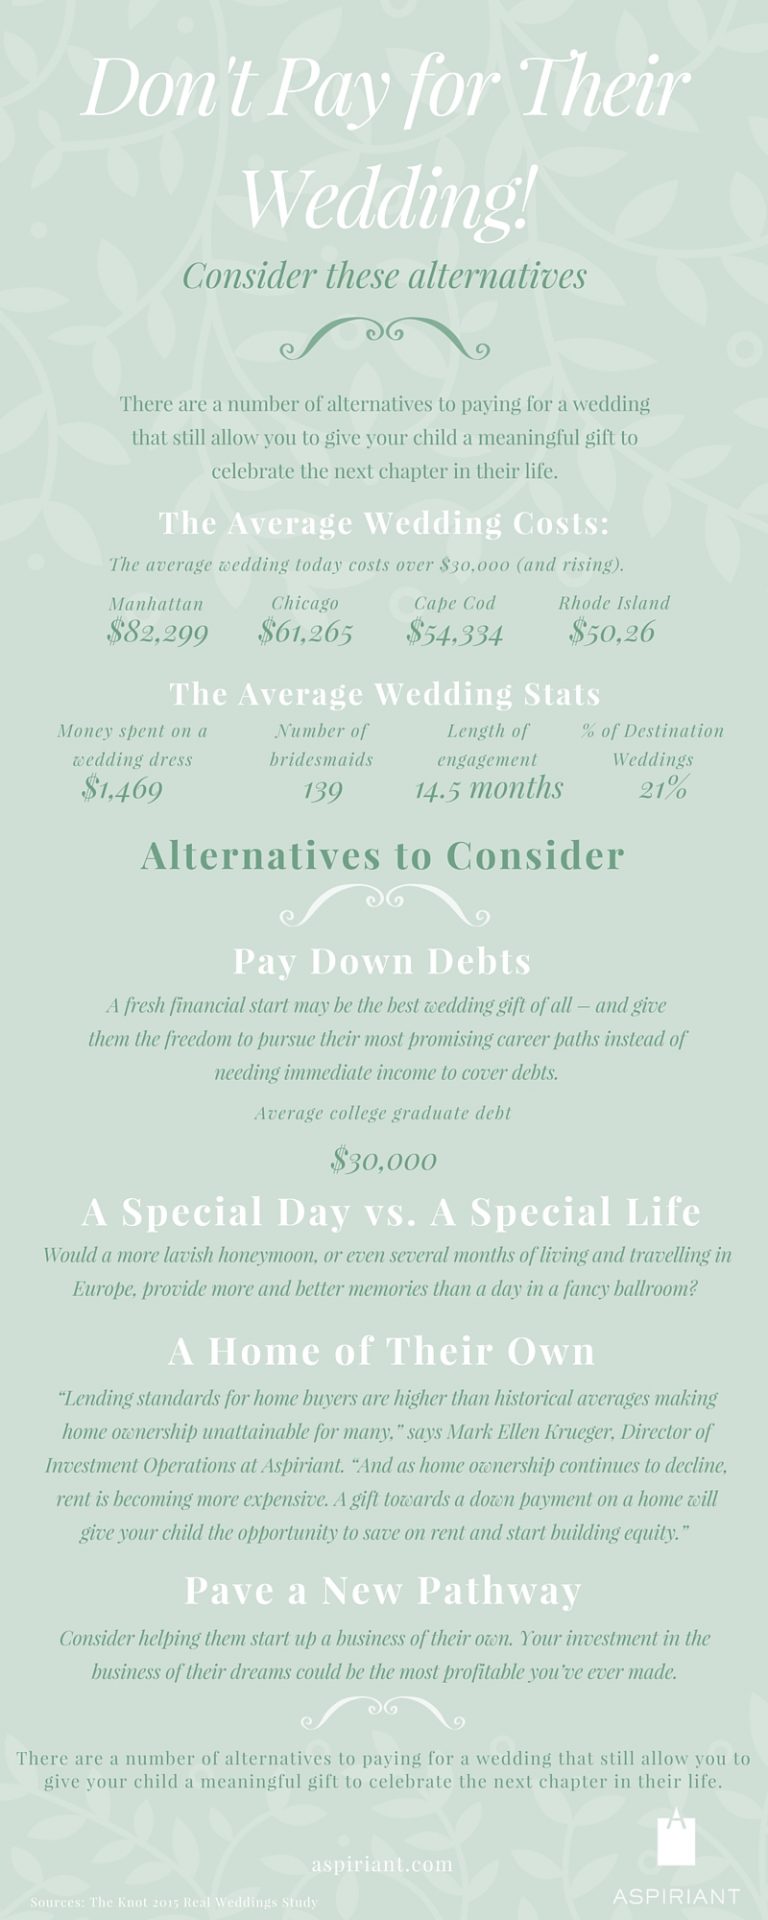 Don't Pay for Their
Wedding!
Consider these alternatives
There are a number of alternatives to paying for a wedding
that still allow you to give your child a meaningful gift to
celebrate the next chapter in their life.
The Average Wedding Costs:
The average wedding today costs over $30,000 (and rising).
Manhattan Chicago Cape Cod Rhode Island
$82,299 $61,265 $54,334 $50,26
The Average Wedding Stats
Money spent on a Number of Length of % of Destination
wedding dress bridesmaids engagement Weddings
$1,469 139 14.5 months 21%
Alternatives to Consider
Pay Down Debts
A fresh financial start may be the best wedding gift of all – and give
them the freedom to pursue their most promising career paths instead of
needing immediate income to cover debts.
Average college graduate debt
$30,000
A Special Day vs. A Special Life
Would a more lavish honeymoon, or even several months of living and travelling in
Europe, provide more and better memories than a day in a fancy ballroom?
A Home of Their Own
“Lending standards for home buyers are higher than historical averages making
home ownership unattainable for many,” says Mark Ellen Krueger, Director of
Investment Operations at Aspiriant. “And as home ownership continues to decline,
rent is becoming more expensive. A gift towards a down payment on a home will
give your child the opportunity to save on rent and start building equity.”
Pave a New Pathway
Consider helping them start up a business of their own. Your investment in the
business of their dreams could be the most profitable you’ve ever made.
There are a number of alternatives to paying for a wedding that still allow you to
give your child a meaningful gift to celebrate the next chapter in their life.
aspiriant.com
ASPIRIANT
Sources: The Knot 2015 Real Weddings Study